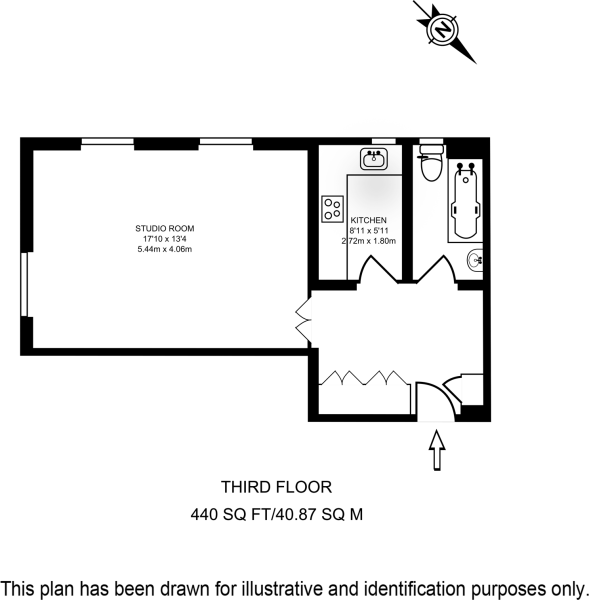 N
STUDIO ROOM
17'10 x 13'4
5.44m x 4.06m
KITCHEN
8'11 x 5'11
2.72m x 1.80m
THIRD FLOOR
440 SQ FT/40.87 SQ M
This plan has been drawn for illustrative and identification purposes only.